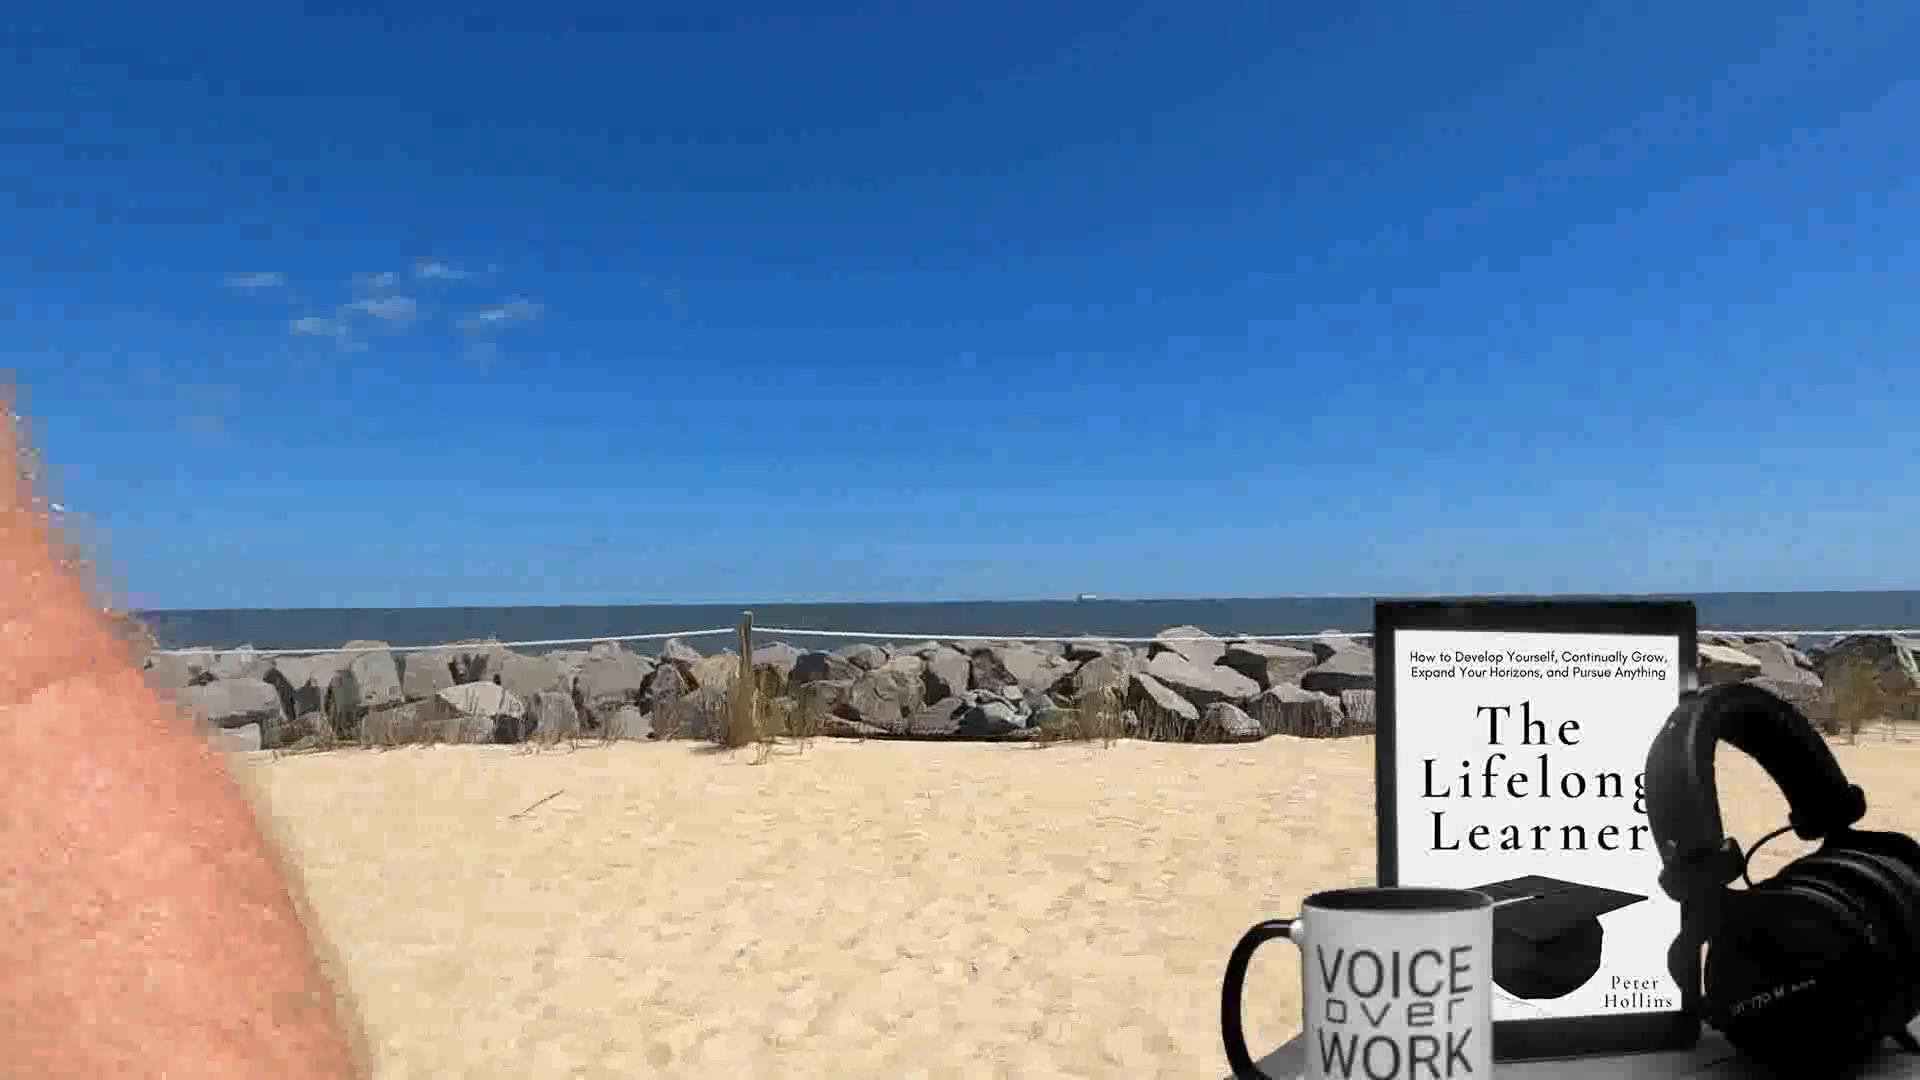 How to Develop Yourself, Continually Grow,
Expand Your Horizons, and Pursue Anything
The
Lifelong
Learner
Peter
Hollins
VOICE
over
WORK